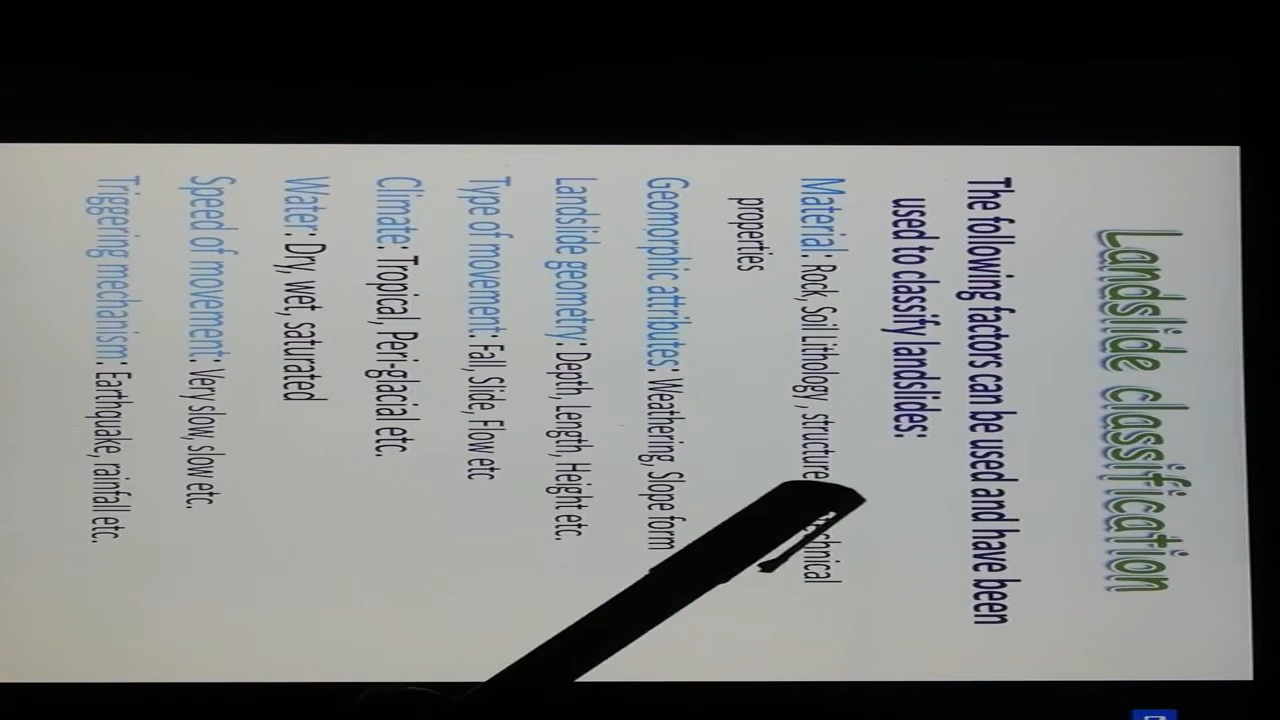 Landslide classification
The following factors can be used and have been
used to classify landslides:
Material: Rock, Soil Lithology , structure
properties
Geomorphic attributes: Weathering, Slope form
Landslide geometry: Depth, Length, Height etc.
Type of movement: Fall, Slide, Flow etc
Climate: Tropical, Peri-glacial etc.
Water: Dry, wet, saturated
Speed of movement: Very slow, slow etc.
Triggering mechanism: Earthquake, rainfall etc.